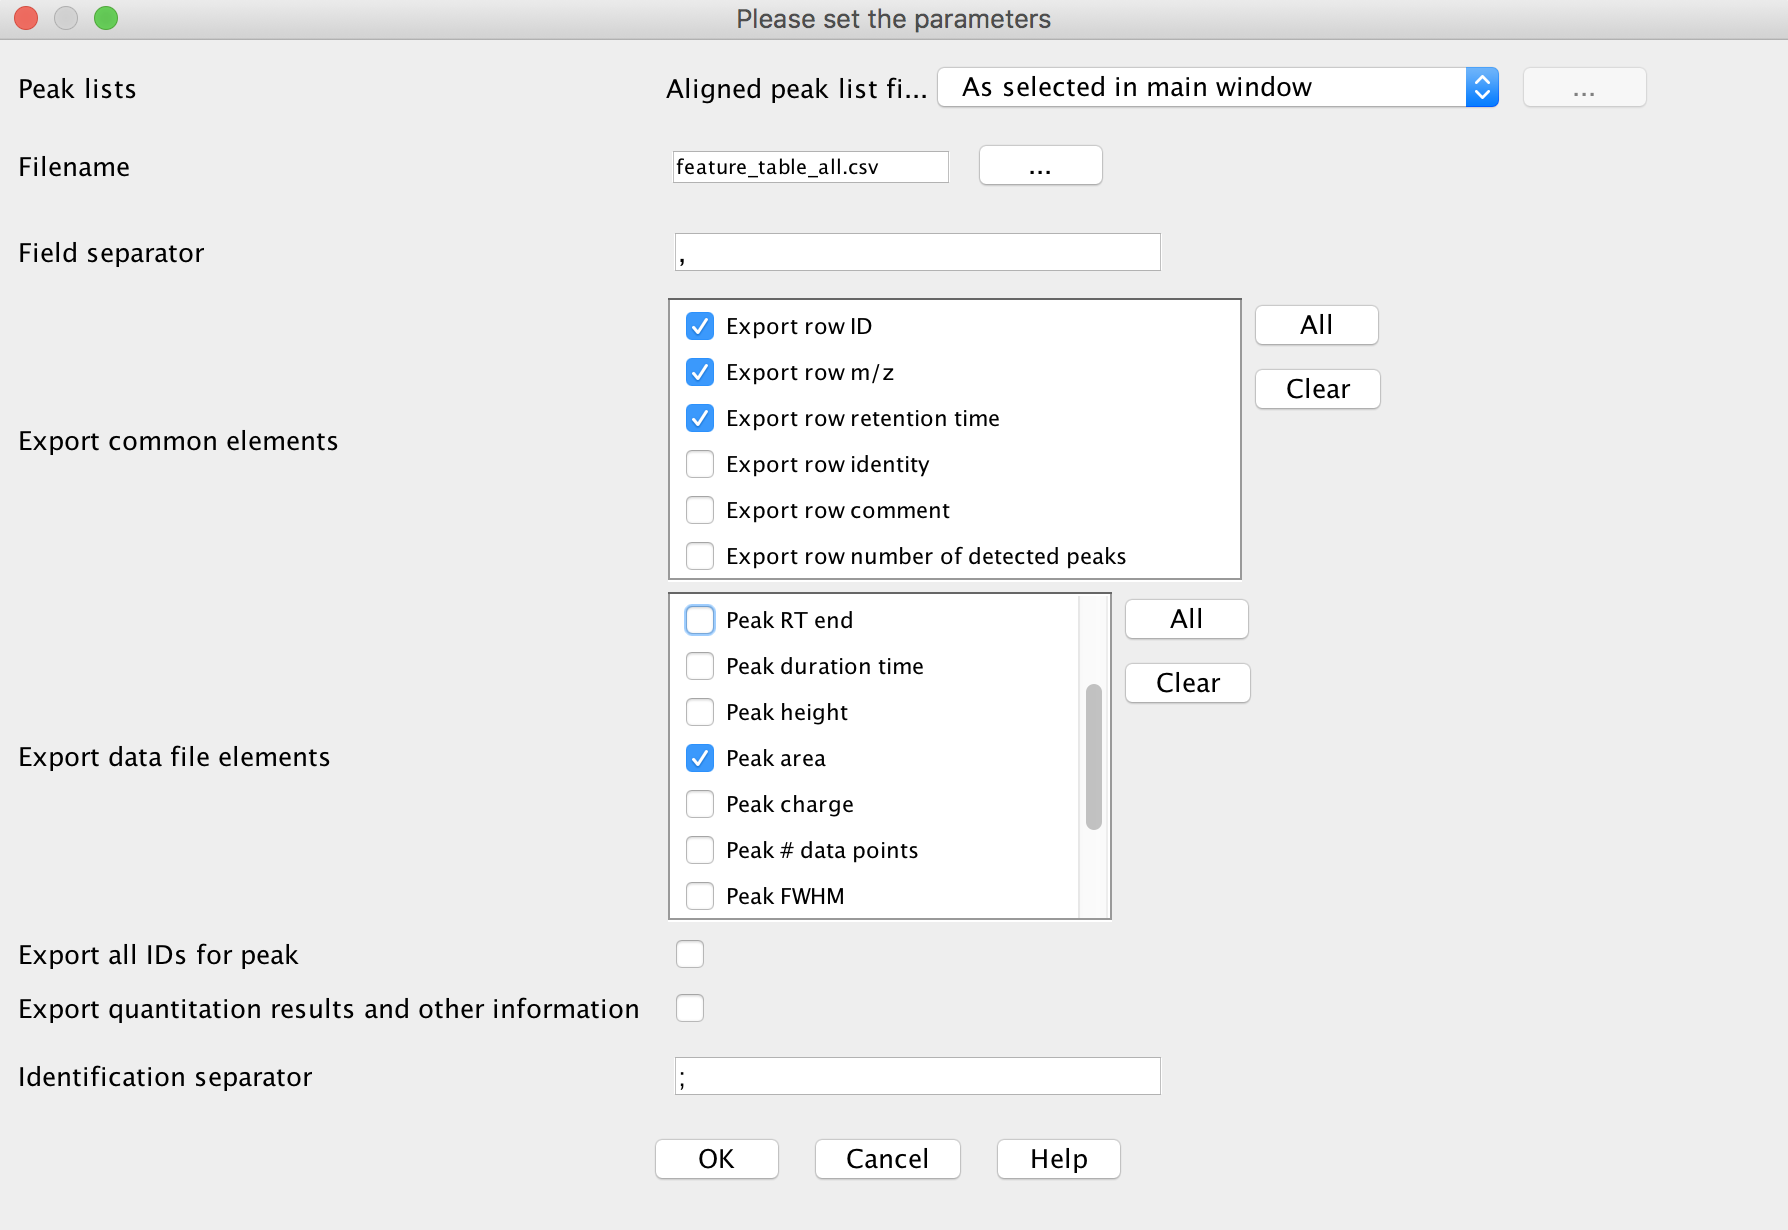 Please set the parameters
Peak lists
Aligned peak list fi... As selected in main window ...
Filename
feature_table_all.csv ...
Field separator
,
Export common elements
Export row ID
Export row m/z
Export row retention time
Export row identity
Export row comment
Export row number of detected peaks
All
Clear
Export data file elements
Peak RT end
Peak duration time
Peak height
Peak area
Peak charge
Peak # data points
Peak FWHM
All
Clear
Export all IDs for peak
Export quantitation results and other information
Identification separator
;
OK Cancel Help